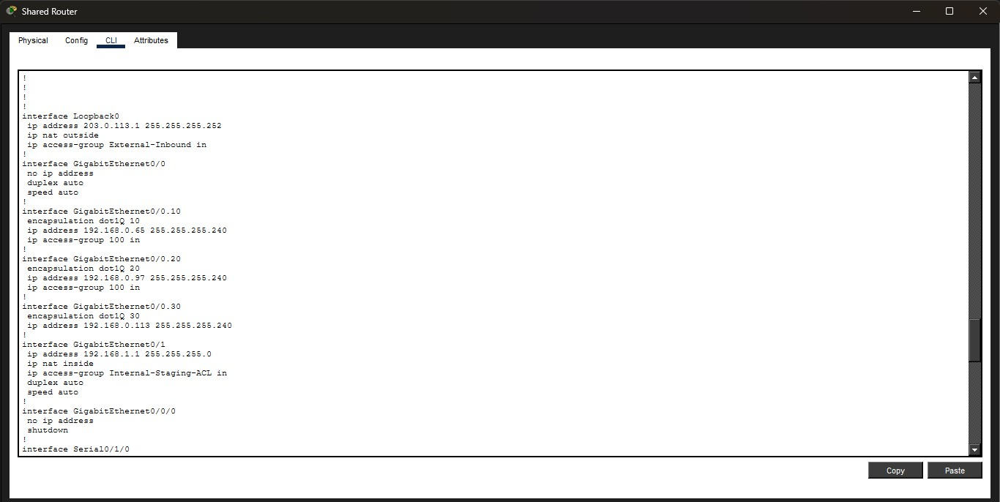 Shared Router
Physical Config CLI Attributes
!
!
!
!
interface Loopback0
 ip address 203.0.113.1 255.255.255.252
 ip nat outside
 ip access-group External-Inbound in
!
interface GigabitEthernet0/0
 no ip address
 duplex auto
 speed auto
!
interface GigabitEthernet0/0.10
 encapsulation dot1Q 10
 ip address 192.168.0.65 255.255.255.240
 ip access-group 100 in
!
interface GigabitEthernet0/0.20
 encapsulation dot1Q 20
 ip address 192.168.0.97 255.255.255.240
 ip access-group 100 in
!
interface GigabitEthernet0/0.30
 encapsulation dot1Q 30
 ip address 192.168.0.113 255.255.255.240
!
interface GigabitEthernet0/1
 ip address 192.168.1.1 255.255.255.0
 ip nat inside
 ip access-group Internal-Staging-ACL in
 duplex auto
 speed auto
!
interface GigabitEthernet0/0/0
 no ip address
 shutdown
!
interface Serial0/1/0
Copy Paste